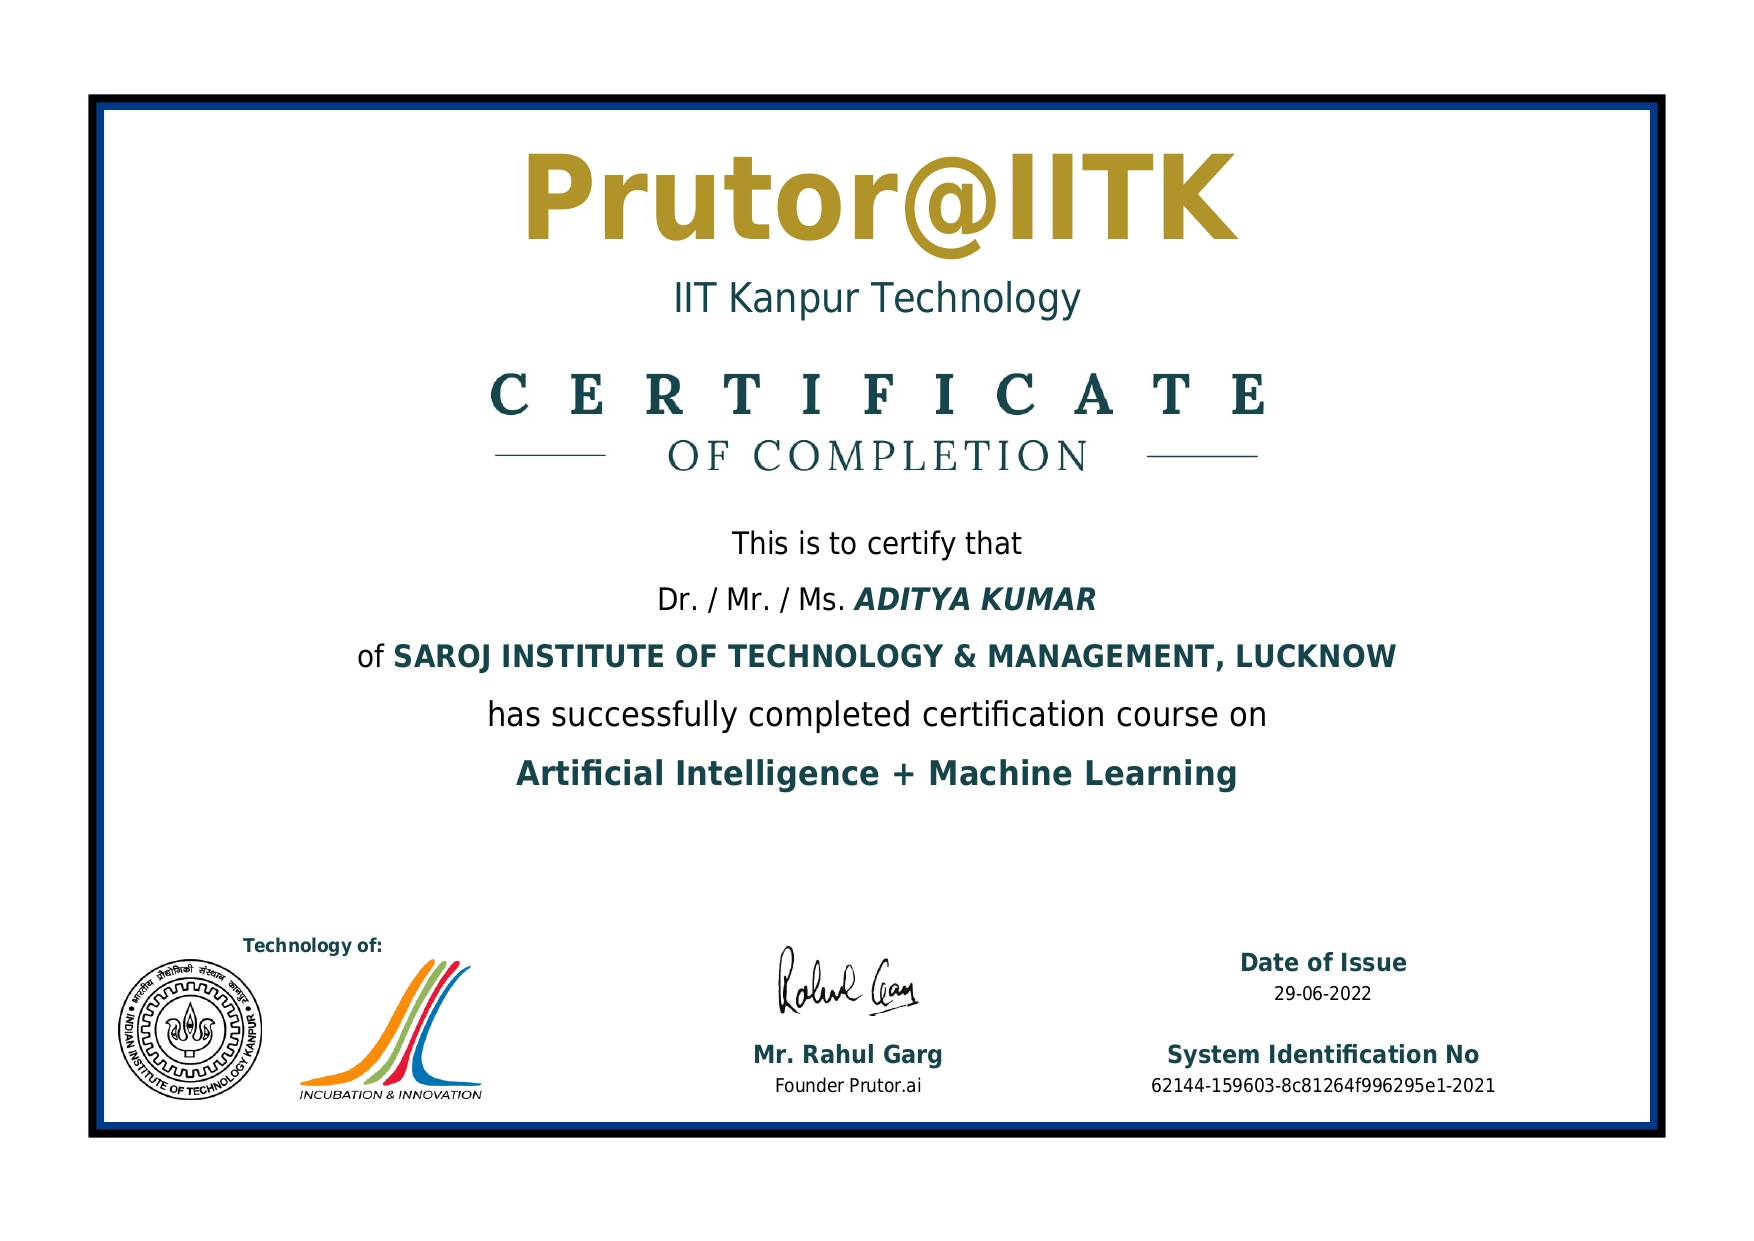 Prutor@IITK
IIT Kanpur Technology
CERTIFICATE
OF COMPLETION
This is to certify that
Dr. / Mr. / Ms. ADITYA KUMAR
of SAROJ INSTITUTE OF TECHNOLOGY & MANAGEMENT, LUCKNOW
has successfully completed certification course on
Artificial Intelligence + Machine Learning
Technology of:
भारतीय प्रौद्योगिकी संस्थान कानपुर
INDIAN INSTITUTE OF TECHNOLOGY KANPUR
INCUBATION & INNOVATION
Rahul Garg
Mr. Rahul Garg
Founder Prutor.ai
Date of Issue
29-06-2022
System Identification No
62144-159603-8c81264f996295e1-2021